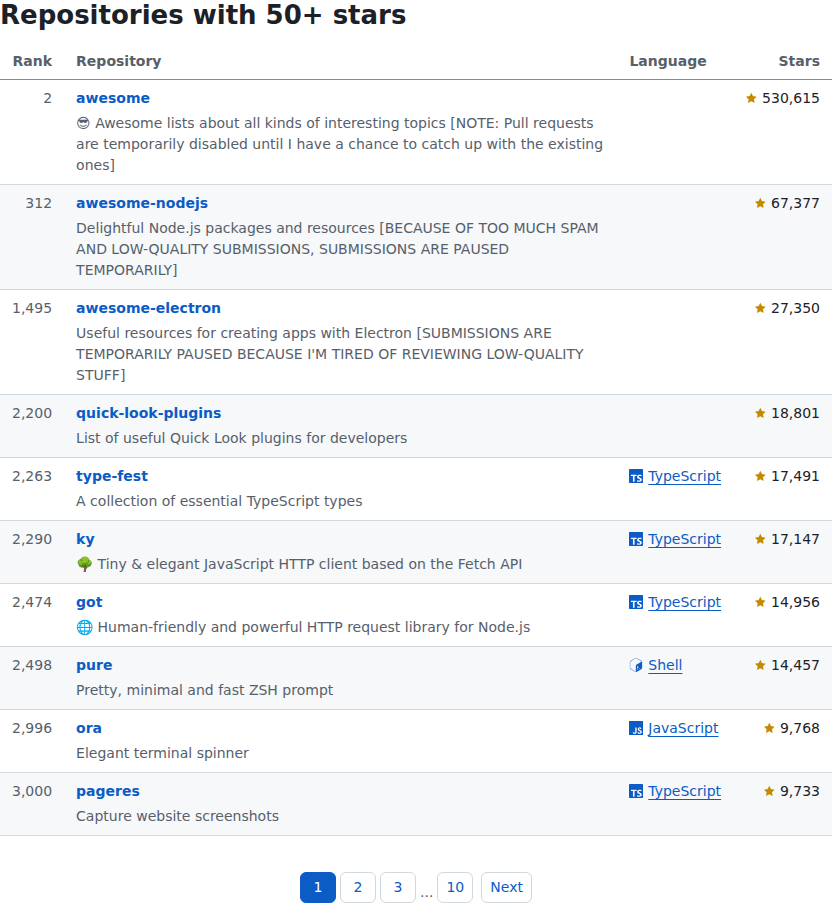 Repositories with 50+ stars
Rank Repository Language Stars
2 awesome 530,615
😎 Awesome lists about all kinds of interesting topics [NOTE: Pull requests
are temporarily disabled until I have a chance to catch up with the existing
ones]
312 awesome-nodejs 67,377
Delightful Node.js packages and resources [BECAUSE OF TOO MUCH SPAM
AND LOW-QUALITY SUBMISSIONS, SUBMISSIONS ARE PAUSED
TEMPORARILY]
1,495 awesome-electron 27,350
Useful resources for creating apps with Electron [SUBMISSIONS ARE
TEMPORARILY PAUSED BECAUSE I'M TIRED OF REVIEWING LOW-QUALITY
STUFF]
2,200 quick-look-plugins 18,801
List of useful Quick Look plugins for developers
2,263 type-fest TS TypeScript 17,491
A collection of essential TypeScript types
2,290 ky TS TypeScript 17,147
🌳 Tiny & elegant JavaScript HTTP client based on the Fetch API
2,474 got TS TypeScript 14,956
🌐 Human-friendly and powerful HTTP request library for Node.js
2,498 pure Shell 14,457
Pretty, minimal and fast ZSH prompt
2,996 ora JS JavaScript 9,768
Elegant terminal spinner
3,000 pageres TS TypeScript 9,733
Capture website screenshots
1 2 3 … 10 Next